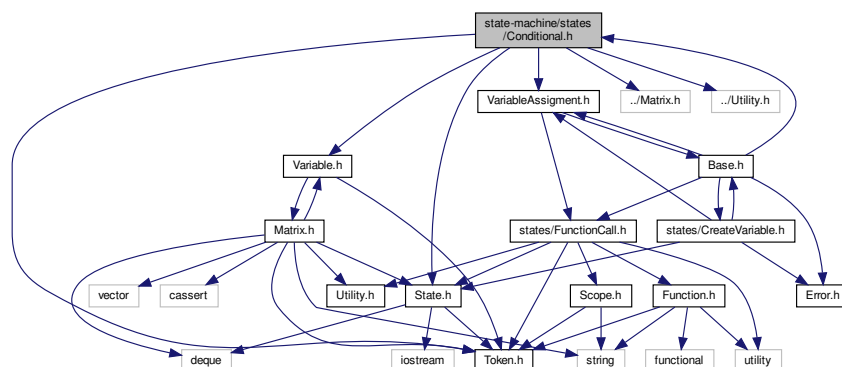 state-machine/states
/Conditional.h
VariableAssigment.h
../Matrix.h
../Utility.h
Variable.h
Base.h
Matrix.h
states/FunctionCall.h
states/CreateVariable.h
vector
cassert
Utility.h
State.h
Scope.h
Function.h
Error.h
deque
iostream
Token.h
string
functional
utility